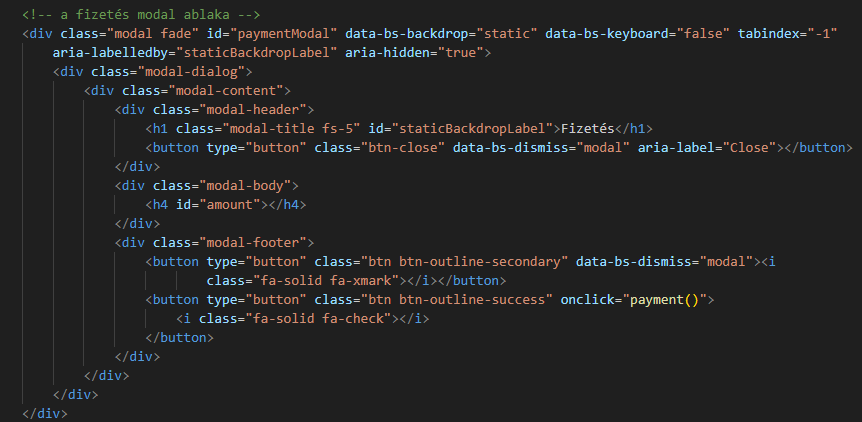 <!-- a fizetés modal ablaka -->
<div class="modal fade" id="paymentModal" data-bs-backdrop="static" data-bs-keyboard="false" tabindex="-1"
    aria-labelledby="staticBackdropLabel" aria-hidden="true">
    <div class="modal-dialog">
        <div class="modal-content">
            <div class="modal-header">
                <h1 class="modal-title fs-5" id="staticBackdropLabel">Fizetés</h1>
                <button type="button" class="btn-close" data-bs-dismiss="modal" aria-label="Close"></button>
            </div>
            <div class="modal-body">
                <h4 id="amount"></h4>
            </div>
            <div class="modal-footer">
                <button type="button" class="btn btn-outline-secondary" data-bs-dismiss="modal"><i
                        class="fa-solid fa-xmark"></i></button>
                <button type="button" class="btn btn-outline-success" onclick="payment()">
                    <i class="fa-solid fa-check"></i>
                </button>
            </div>
        </div>
    </div>
</div>